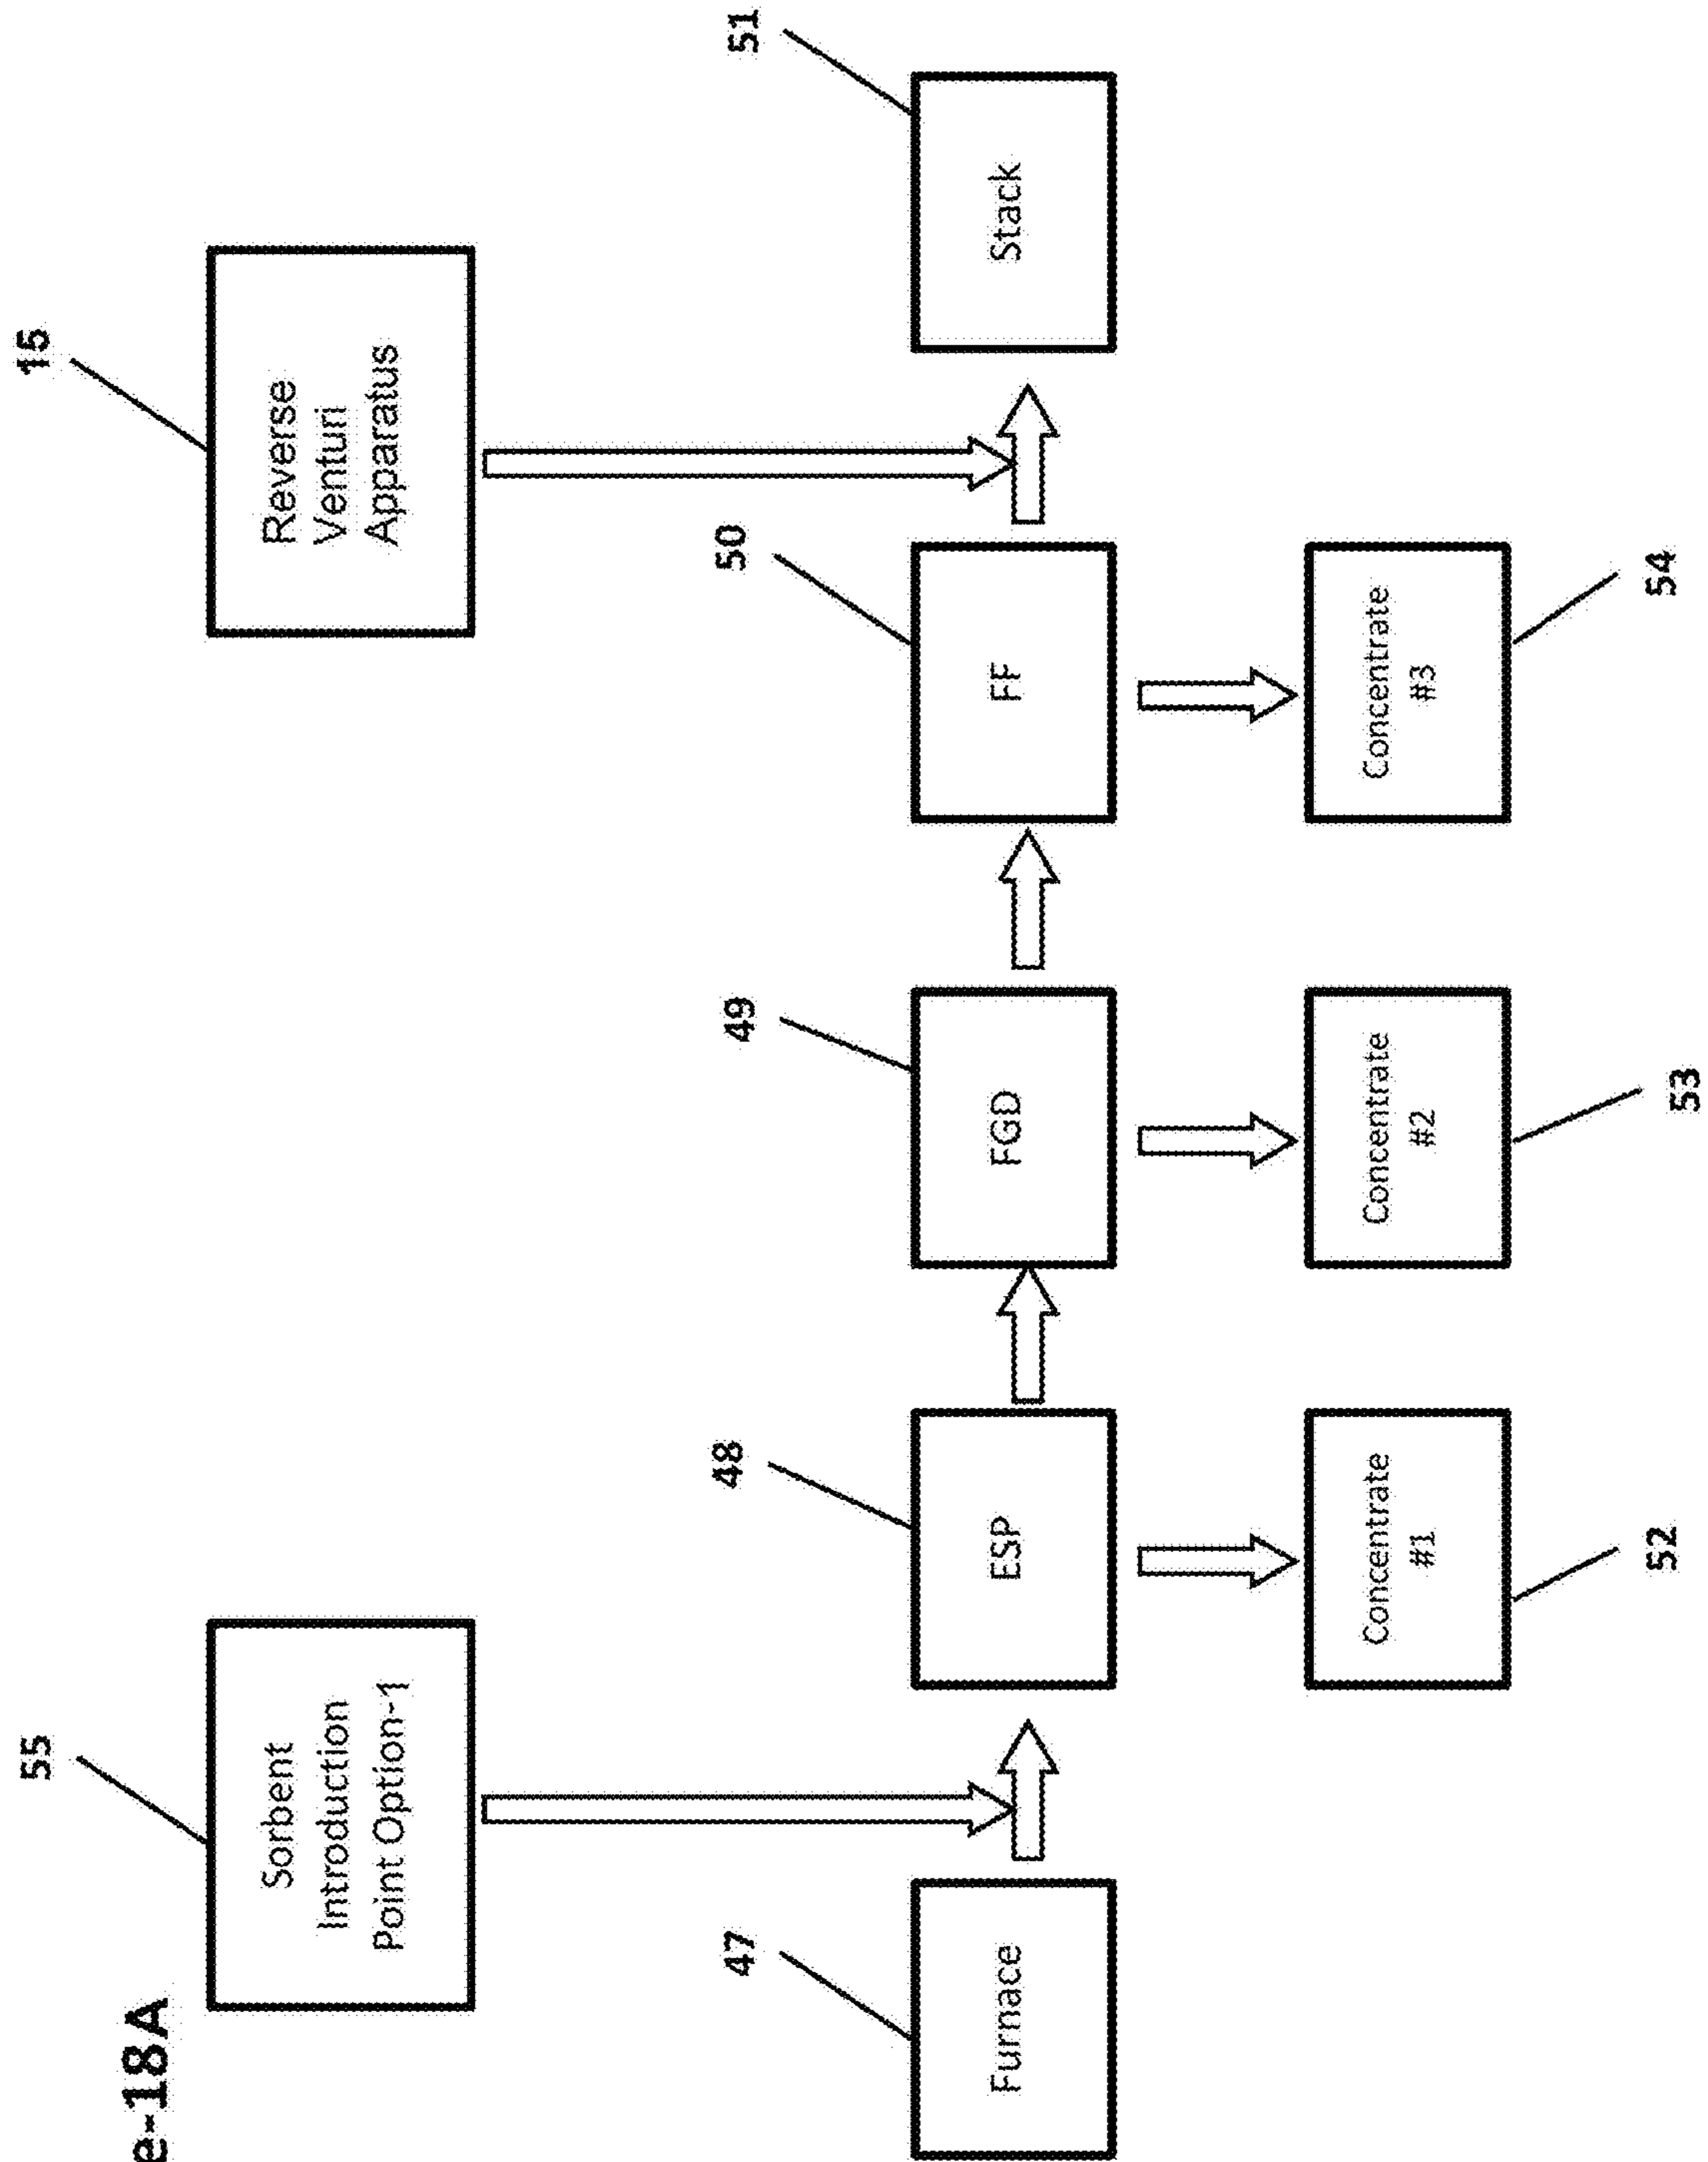 e-18A
55
15
Sorbent
Introduction
Point Option-1
Reverse
Venturi
Apparatus
47
48
49
50
51
Furnace
ESP
FGD
FF
Stack
Concentrate
#1
Concentrate
#2
Concentrate
#3
52
53
54